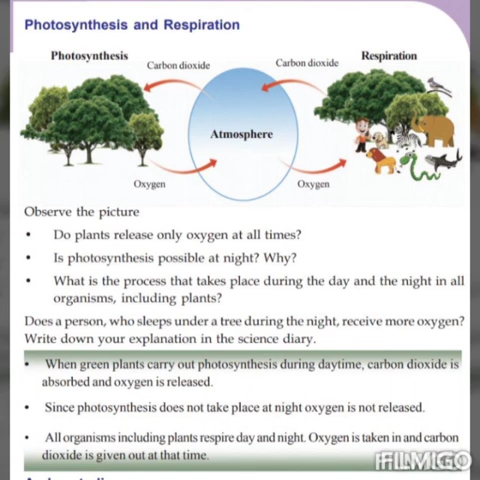 Photosynthesis and Respiration
Photosynthesis
Carbon dioxide
Carbon dioxide
Respiration
Atmosphere
Oxygen
Oxygen
Observe the picture
• Do plants release only oxygen at all times?
• Is photosynthesis possible at night? Why?
• What is the process that takes place during the day and the night in all
organisms, including plants?
Does a person, who sleeps under a tree during the night, receive more oxygen?
Write down your explanation in the science diary.
• When green plants carry out photosynthesis during daytime, carbon dioxide is
absorbed and oxygen is released.
• Since photosynthesis does not take place at night oxygen is not released.
• All organisms including plants respire day and night. Oxygen is taken in and carbon
dioxide is given out at that time.
FILMIGO